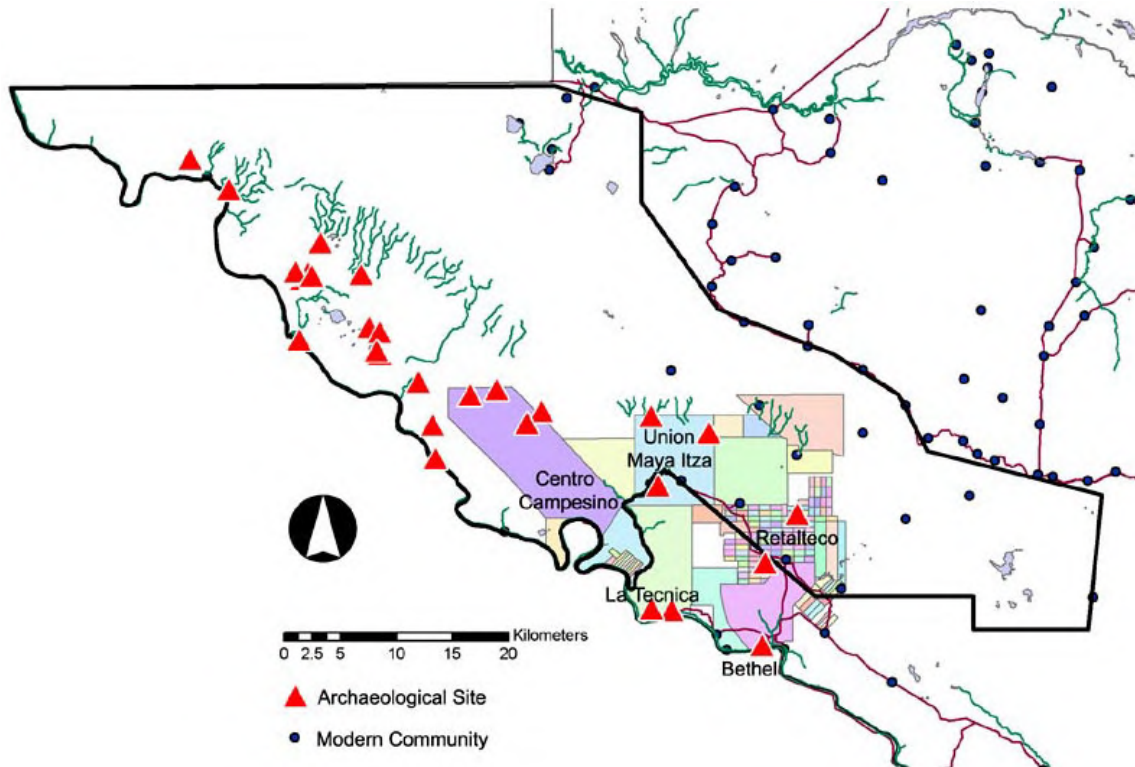 Union
Maya Itza
Centro
Campesino
Retalteco
La Tecnica
Bethel
Kilometers
0 2.5 5 10 15 20
Archaeological Site
Modern Community